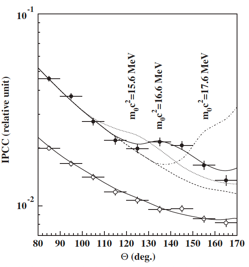 10^-1
IPCC (relative unit)
m₀c²=15.6 MeV
m₀c²=16.6 MeV
m₀c²=17.6 MeV
10^-2
80 90 100 110 120 130 140 150 160 170
Θ (deg.)